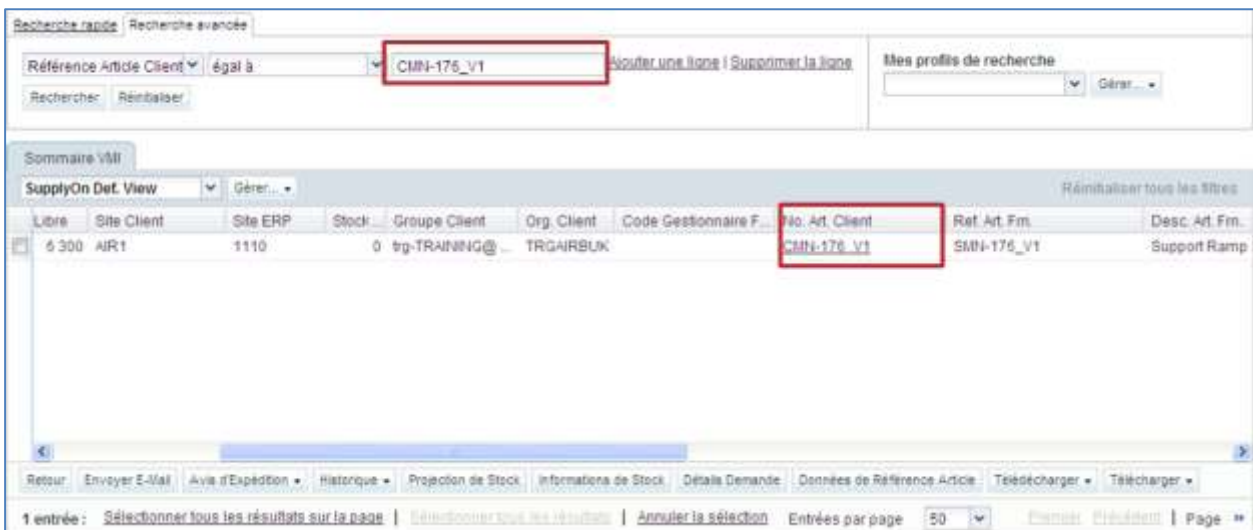 Recherche rapide Recherche avancée
Référence Article Client égal à CMN-176_V1 Ajouter une ligne | Supprimer la ligne Mes profils de recherche
Gérer...
Rechercher Réinitialiser
Sommaire VMI
SupplyOn Def. View Gérer... Réinitialiser tous les filtres
Libre Site Client Site ERP Stock ... Groupe Client Org. Client Code Gestionnaire F... No. Art. Client Ref. Art. Frn. Desc. Art. Frn.
6 300 AIR1 1110 0 trg-TRAINING@ ... TRGAIRBUK CMN-176_V1 SMN-176_V1 Support Ramp
Retour Envoyer E-Mail Avis d'Expédition Historique Projection de Stock Informations de Stock Détails Demande Données de Référence Article Télédécharger Télécharger
1 entrée : Sélectionner tous les résultats sur la page | Sélectionner tous les résultats | Annuler la sélection Entrées par page 50 Premier Précédent | Page